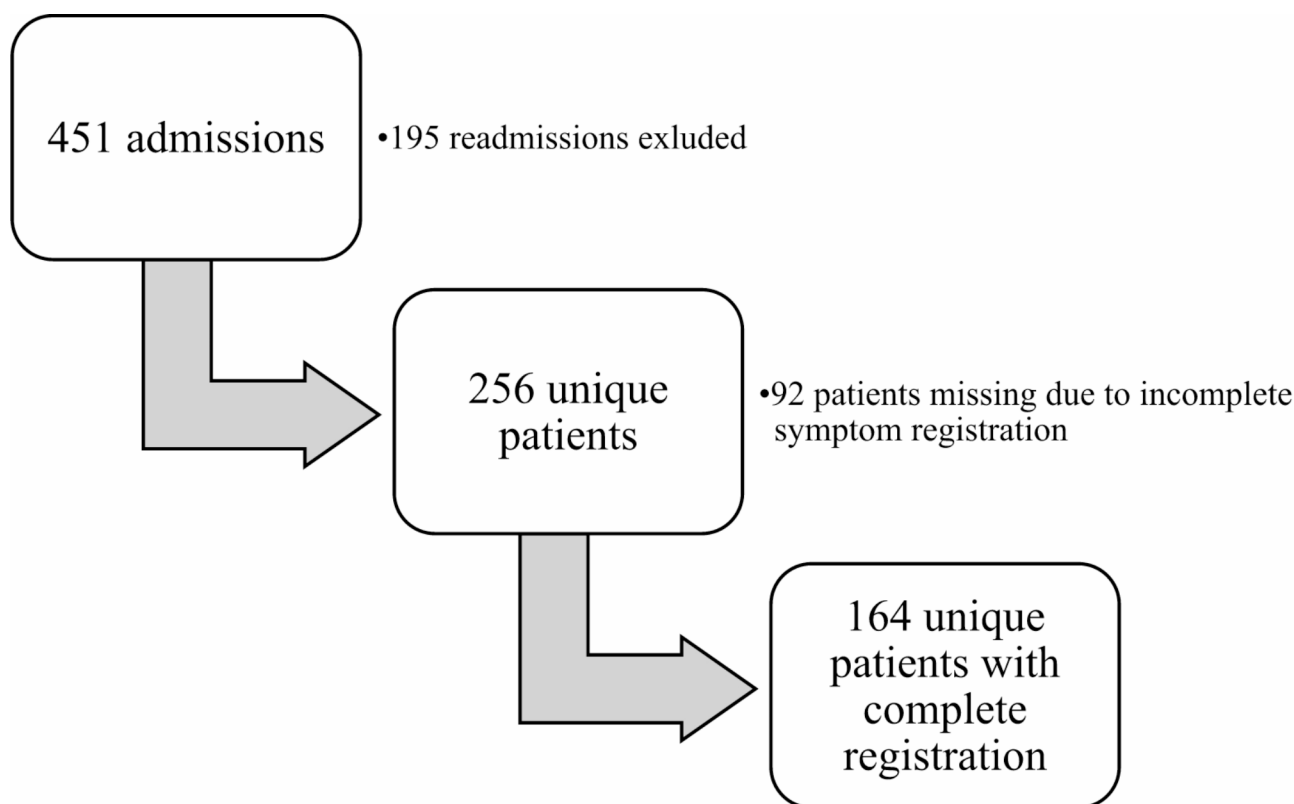 451 admissions
•195 readmissions exluded
256 unique
patients
•92 patients missing due to incomplete
symptom registration
164 unique
patients with
complete
registration